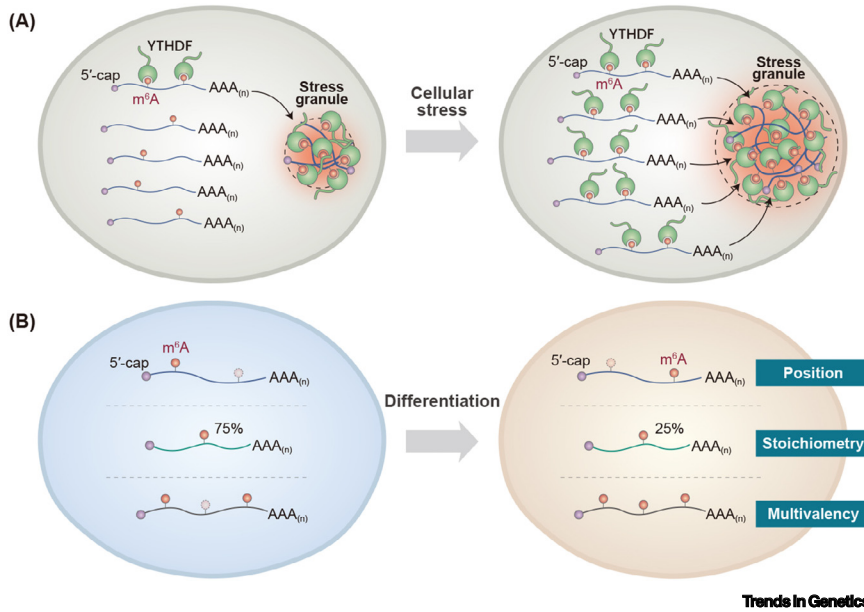 (A)
YTHDF
5′-cap
m⁶A
AAA(n)
Stress
granule
AAA(n)
AAA(n)
AAA(n)
AAA(n)
Cellular
stress
YTHDF
5′-cap
m⁶A
AAA(n)
Stress
granule
AAA(n)
AAA(n)
AAA(n)
AAA(n)
(B)
m⁶A
5′-cap
AAA(n)
75%
AAA(n)
AAA(n)
Differentiation
5′-cap
m⁶A
AAA(n)
Position
25%
AAA(n)
Stoichiometry
AAA(n)
Multivalency
Trends in Genetics